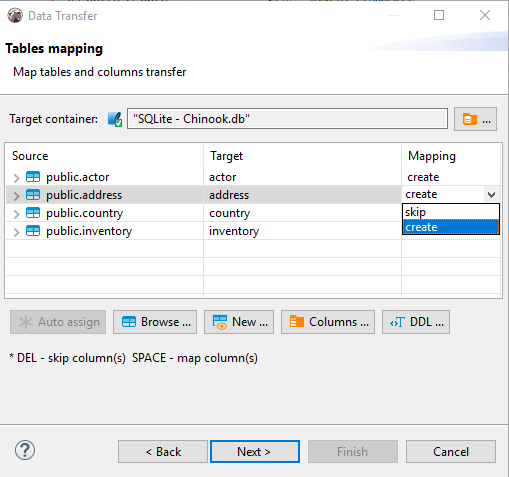 Data Transfer
Tables mapping
Map tables and columns transfer
Target container: "SQLite - Chinook.db" ...
Source Target Mapping
public.actor actor create
public.address address create
public.country country skip
create
public.inventory inventory
Auto assign Browse ... New ... Columns ... DDL ...
* DEL - skip column(s) SPACE - map column(s)
? < Back Next > Finish Cancel